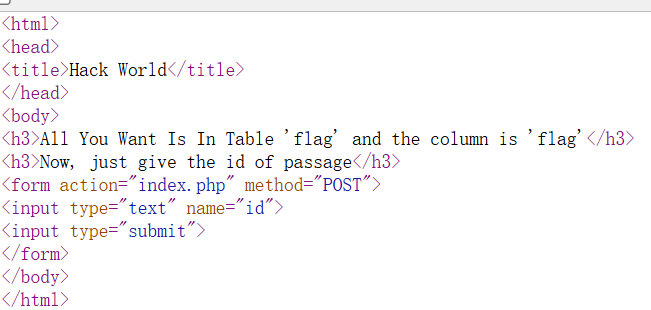 <html>
<head>
<title>Hack World</title>
</head>
<body>
<h3>All You Want Is In Table 'flag' and the column is 'flag'</h3>
<h3>Now, just give the id of passage</h3>
<form action="index.php" method="POST">
<input type="text" name="id">
<input type="submit">
</form>
</body>
</html>